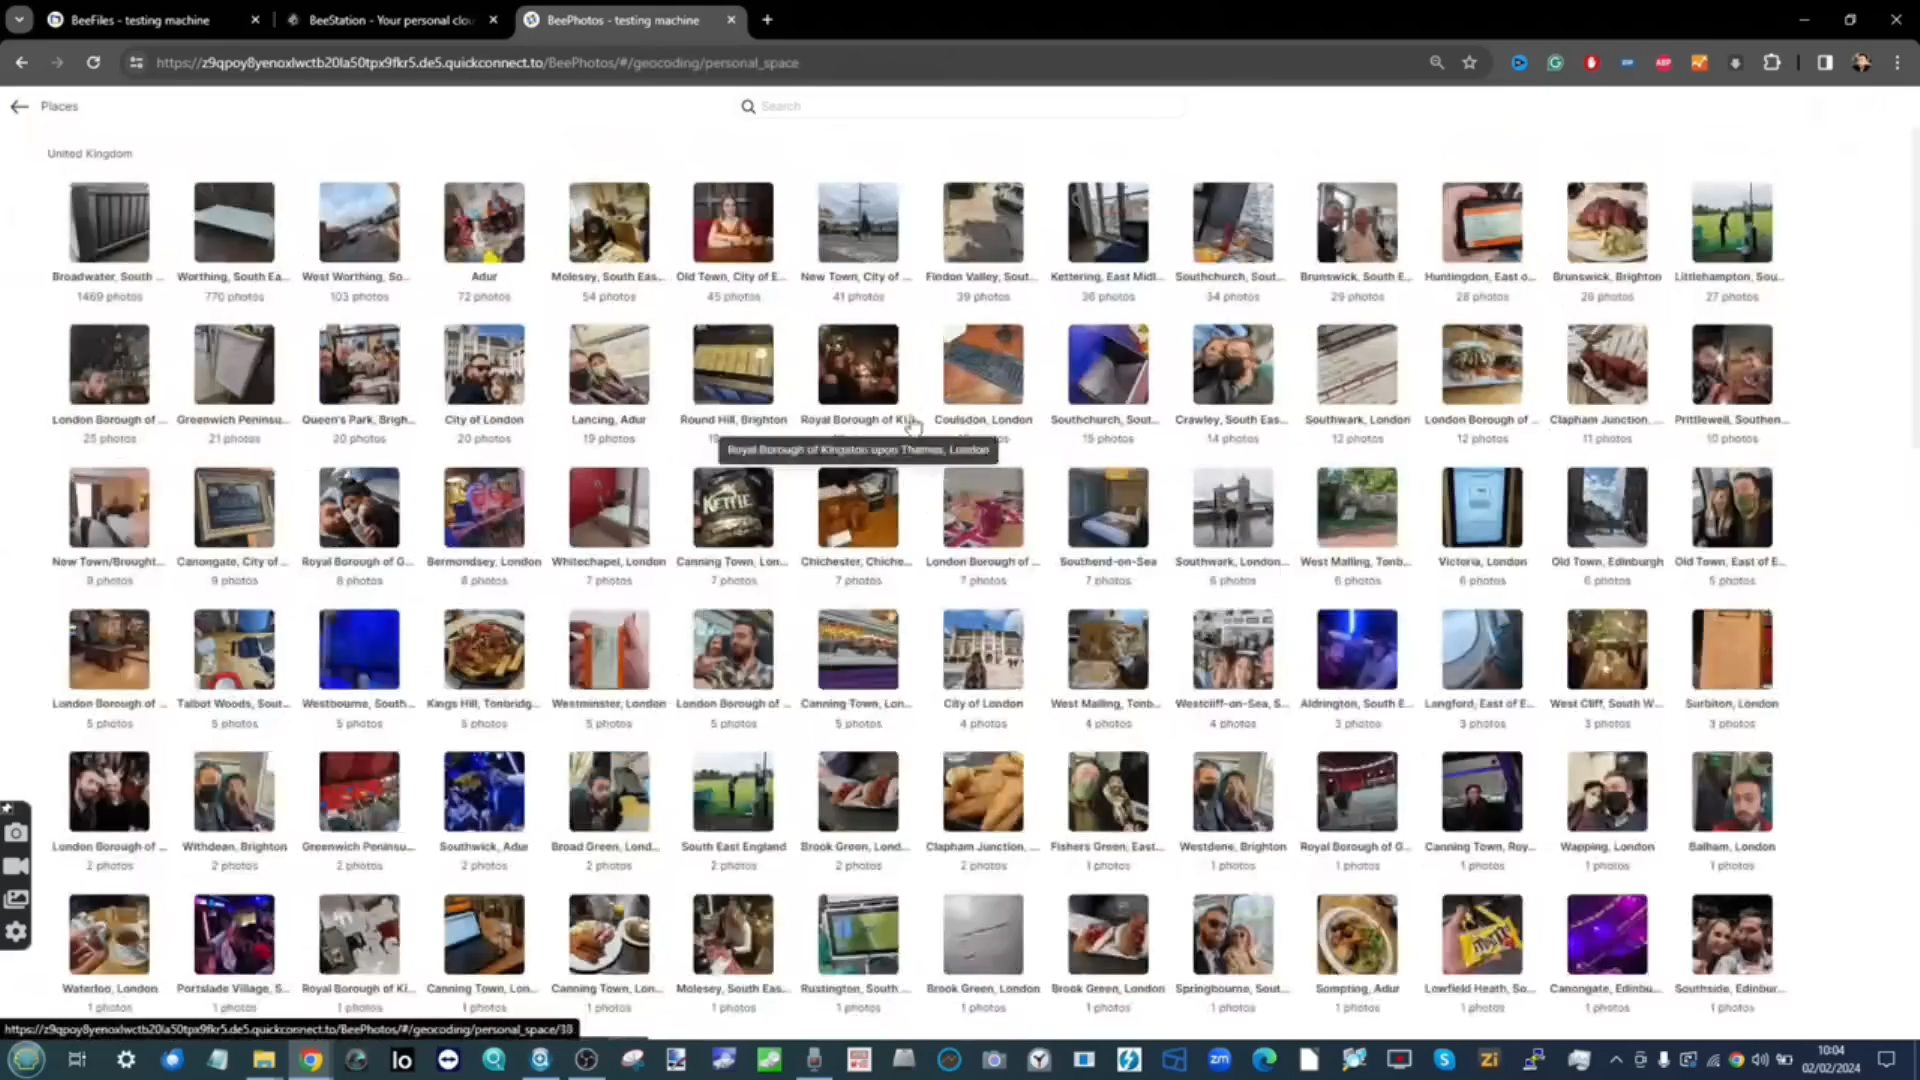 BeeFiles - testing machine
BeeStation - Your personal clou
BeePhotos - testing machine
https://z9qpoy8yenoxlwctb20la50tpx9fkr5.de5.quickconnect.to/BeePhotos/#/geocoding/personal_space
Places
Search
United Kingdom
Broadwater, South ... Worthing, South Ea... West Worthing, So... Adur Molesey, South Eas... Old Town, City of E... New Town, City of ... Findon Valley, Sout... Kettering, East Midl... Southchurch, Sout... Brunswick, South E... Huntingdon, East o... Brunswick, Brighton Littlehampton, Sou...
1469 photos 770 photos 103 photos 72 photos 54 photos 45 photos 41 photos 39 photos 36 photos 34 photos 29 photos 28 photos 28 photos 27 photos
London Borough of ... Greenwich Peninsu... Queen's Park, Brigh... City of London Lancing, Adur Round Hill, Brighton Royal Borough of Coulsdon, London Southchurch, Sout... Crawley, South Eas... Southwark, London London Borough of ... Clapham Junction, ... Prittlewell, Southen...
25 photos 21 photos 20 photos 20 photos 19 photos 15 photos 14 photos 12 photos 12 photos 11 photos 10 photos
Royal Borough of Kingston upon Thames, London
KETTLE
New Town/Brought... Canongate, City of ... Royal Borough of G... Bermondsey, London Whitechapel, London Canning Town, Lon... Chichester, Chiche... London Borough of ... Southend-on-Sea Southwark, London... West Malling, Tonb... Victoria, London Old Town, Edinburgh Old Town, East of E...
9 photos 9 photos 8 photos 8 photos 7 photos 7 photos 7 photos 7 photos 7 photos 6 photos 6 photos 6 photos 6 photos 5 photos
London Borough of ... Talbot Woods, Sout... Westbourne, South... Kings Hill, Tonbridg... Westminster, London London Borough of ... Canning Town, Lon... City of London West Malling, Tonb... Westcliff-on-Sea, S... Aldrington, South E... Langford, East of E... West Cliff, South W... Surbiton, London
5 photos 5 photos 5 photos 5 photos 5 photos 5 photos 5 photos 4 photos 4 photos 4 photos 3 photos 3 photos 3 photos 3 photos
London Borough of ... Withdean, Brighton Greenwich Peninsu... Southwick, Adur Broad Green, Lond... South East England Brook Green, Lond... Clapham Junction, ... Fishers Green, East... Westdene, Brighton Royal Borough of G... Canning Town, Roy... Wapping, London Balham, London
2 photos 2 photos 2 photos 2 photos 2 photos 2 photos 2 photos 2 photos 1 photos 1 photos 1 photos 1 photos 1 photos 1 photos
m&m's
Waterloo, London Portslade Village, S... Royal Borough of Ki... Canning Town, Lon... Canning Town, Lon... Molesey, South Eas... Rustington, South ... Brook Green, London Brook Green, London Springbourne, Sout... Sompting, Adur Lowfield Heath, So... Canongate, Edinbu... Southside, Edinbur...
1 photos 1 photos 1 photos 1 photos 1 photos 1 photos 1 photos 1 photos 1 photos 1 photos 1 photos 1 photos 1 photos 1 photos
https://z9qpoy8yenoxlwctb20la50tpx9fkr5.de5.quickconnect.to/BeePhotos/#/geocoding/personal_space/38
10:04
02/02/2024